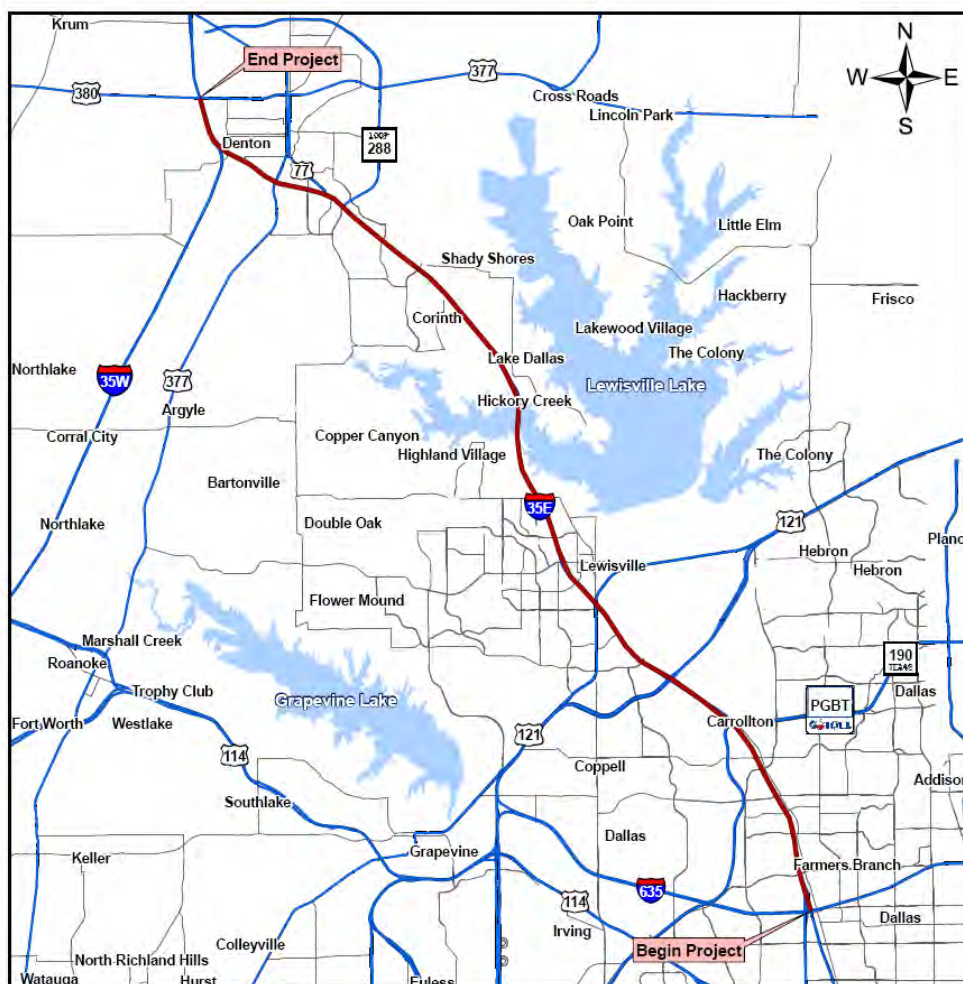 Krum
End Project
N
W
E
S
377
380
Cross Roads
Lincoln Park
LOOP
288
Denton
77
Oak Point
Little Elm
Shady Shores
Hackberry
Frisco
Corinth
Lakewood Village
The Colony
Lake Dallas
Northlake
35W
377
Lewisville Lake
Hickory Creek
Argyle
Corral City
Copper Canyon
Highland Village
The Colony
Bartonville
35E
Northlake
Double Oak
121
Plano
Hebron
Lewisville
Hebron
Flower Mound
Marshall Creek
Roanoke
190
TEXAS
Trophy Club
Grapevine Lake
PGBT
Dallas
Fort Worth
Westlake
Carrollton
121
114
Coppell
Addison
Southlake
Dallas
Grapevine
Keller
Farmers Branch
635
114
Dallas
Irving
Colleyville
Begin Project
North Richland Hills
Watauga
Hurst
Euless